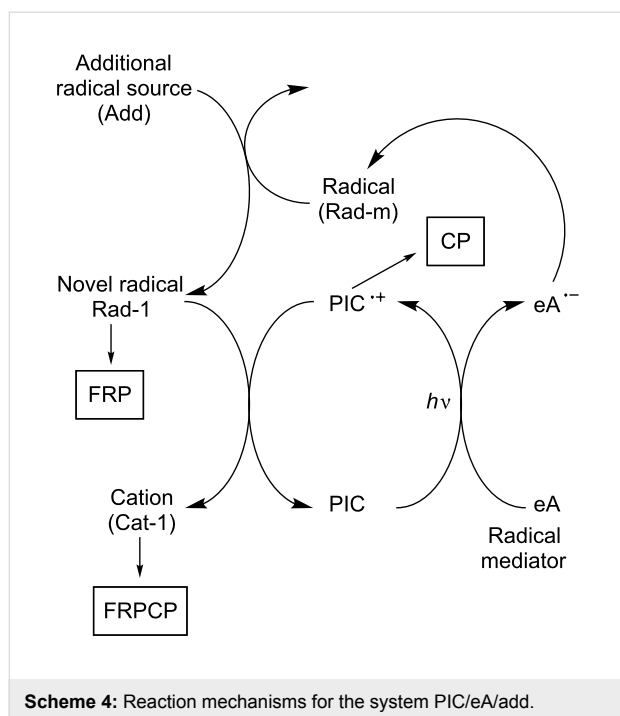 Additional
radical source
(Add)
Radical
(Rad-m)
CP
Novel radical
Rad-1
PIC •+
eA •−
FRP
hν
Cation
(Cat-1)
PIC
eA
Radical
mediator
FRPCP
Scheme 4: Reaction mechanisms for the system PIC/eA/add.